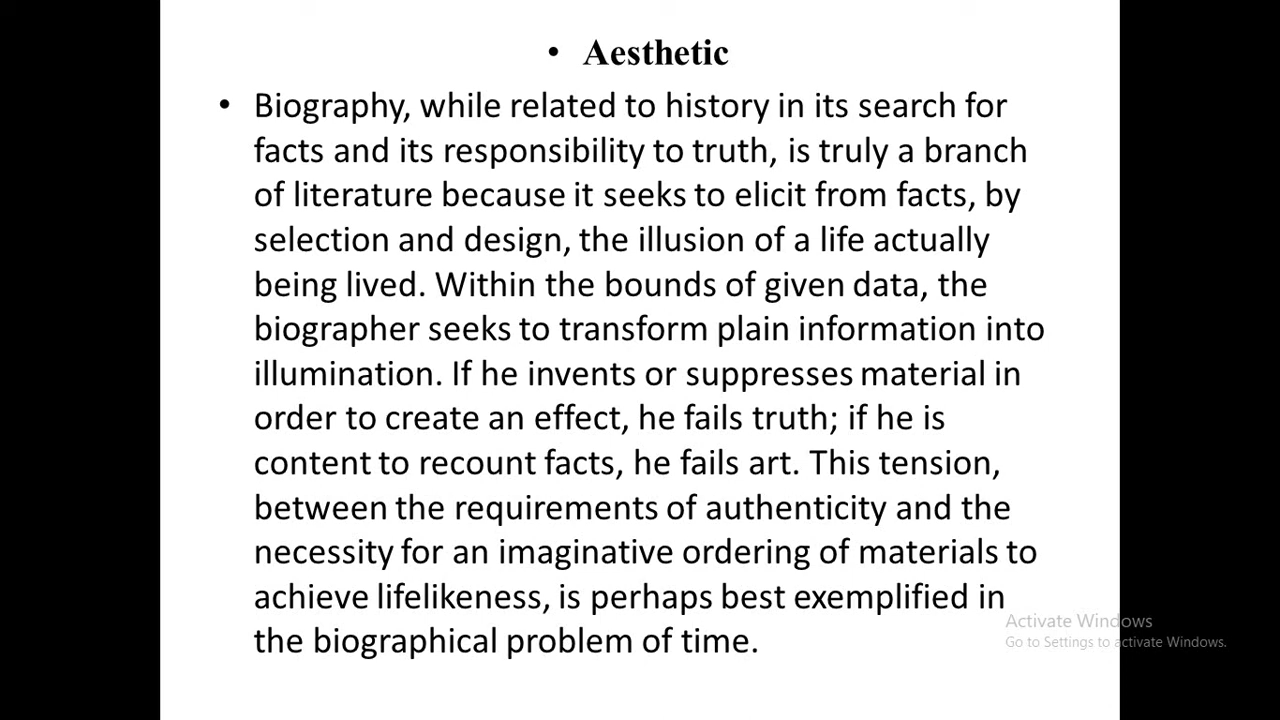 • Aesthetic
• Biography, while related to history in its search for
facts and its responsibility to truth, is truly a branch
of literature because it seeks to elicit from facts, by
selection and design, the illusion of a life actually
being lived. Within the bounds of given data, the
biographer seeks to transform plain information into
illumination. If he invents or suppresses material in
order to create an effect, he fails truth; if he is
content to recount facts, he fails art. This tension,
between the requirements of authenticity and the
necessity for an imaginative ordering of materials to
achieve lifelikeness, is perhaps best exemplified in
the biographical problem of time.
Activate Windows
Go to Settings to activate Windows.